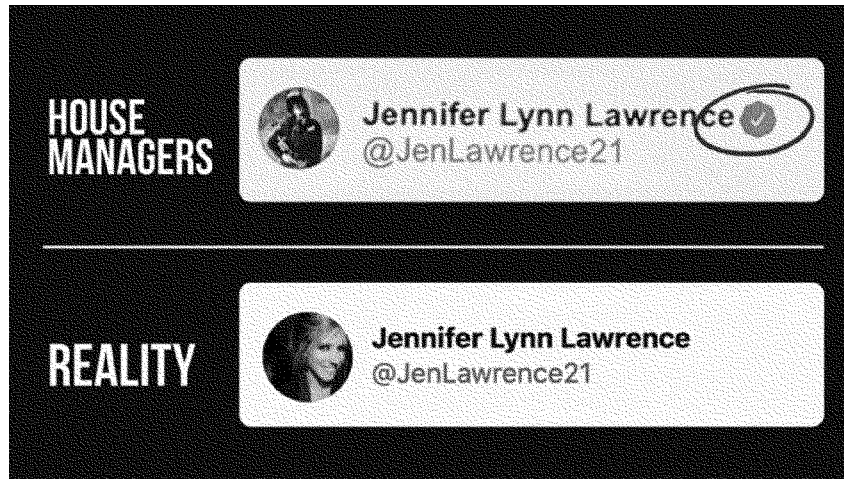 HOUSE
MANAGERS
Jennifer Lynn Lawrence
@JenLawrence21
REALITY
Jennifer Lynn Lawrence
@JenLawrence21